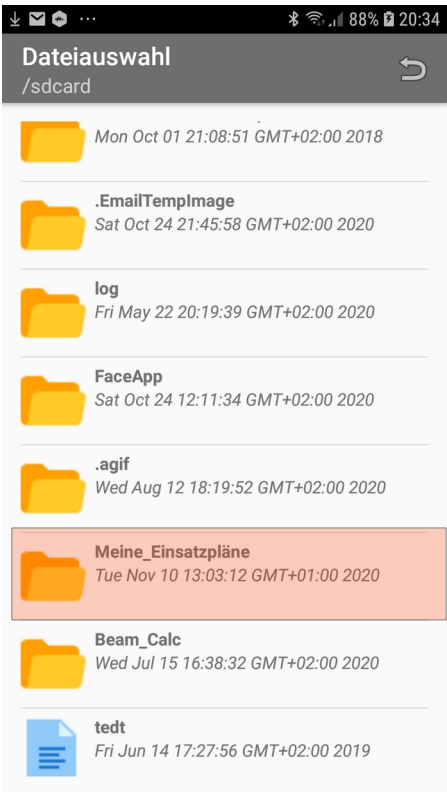 88% 20:34
Dateiauswahl
/sdcard
Mon Oct 01 21:08:51 GMT+02:00 2018
.EmailTempImage
Sat Oct 24 21:45:58 GMT+02:00 2020
log
Fri May 22 20:19:39 GMT+02:00 2020
FaceApp
Sat Oct 24 12:11:34 GMT+02:00 2020
.agif
Wed Aug 12 18:19:52 GMT+02:00 2020
Meine_Einsatzpläne
Tue Nov 10 13:03:12 GMT+01:00 2020
Beam_Calc
Wed Jul 15 16:38:32 GMT+02:00 2020
tedt
Fri Jun 14 17:27:56 GMT+02:00 2019